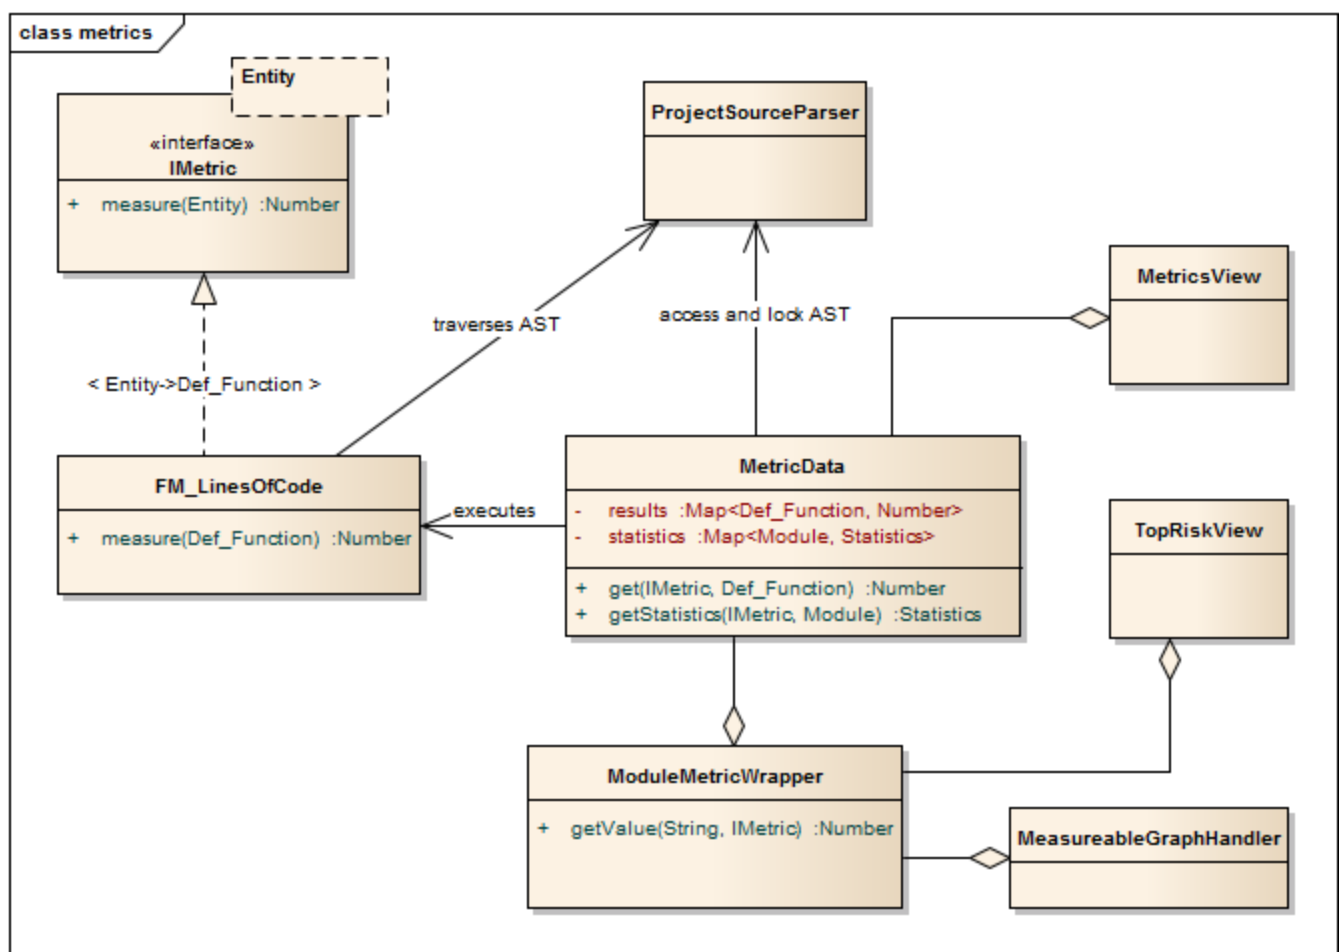 class metrics
Entity
«interface»
IMetric
+ measure(Entity) :Number
ProjectSourceParser
MetricsView
traverses AST
access and lock AST
< Entity->Def_Function >
FM_LinesOfCode
+ measure(Def_Function) :Number
executes
MetricData
- results :Map<Def_Function, Number>
- statistics :Map<Module, Statistics>
+ get(IMetric, Def_Function) :Number
+ getStatistics(IMetric, Module) :Statistics
TopRiskView
ModuleMetricWrapper
+ getValue(String, IMetric) :Number
MeasureableGraphHandler